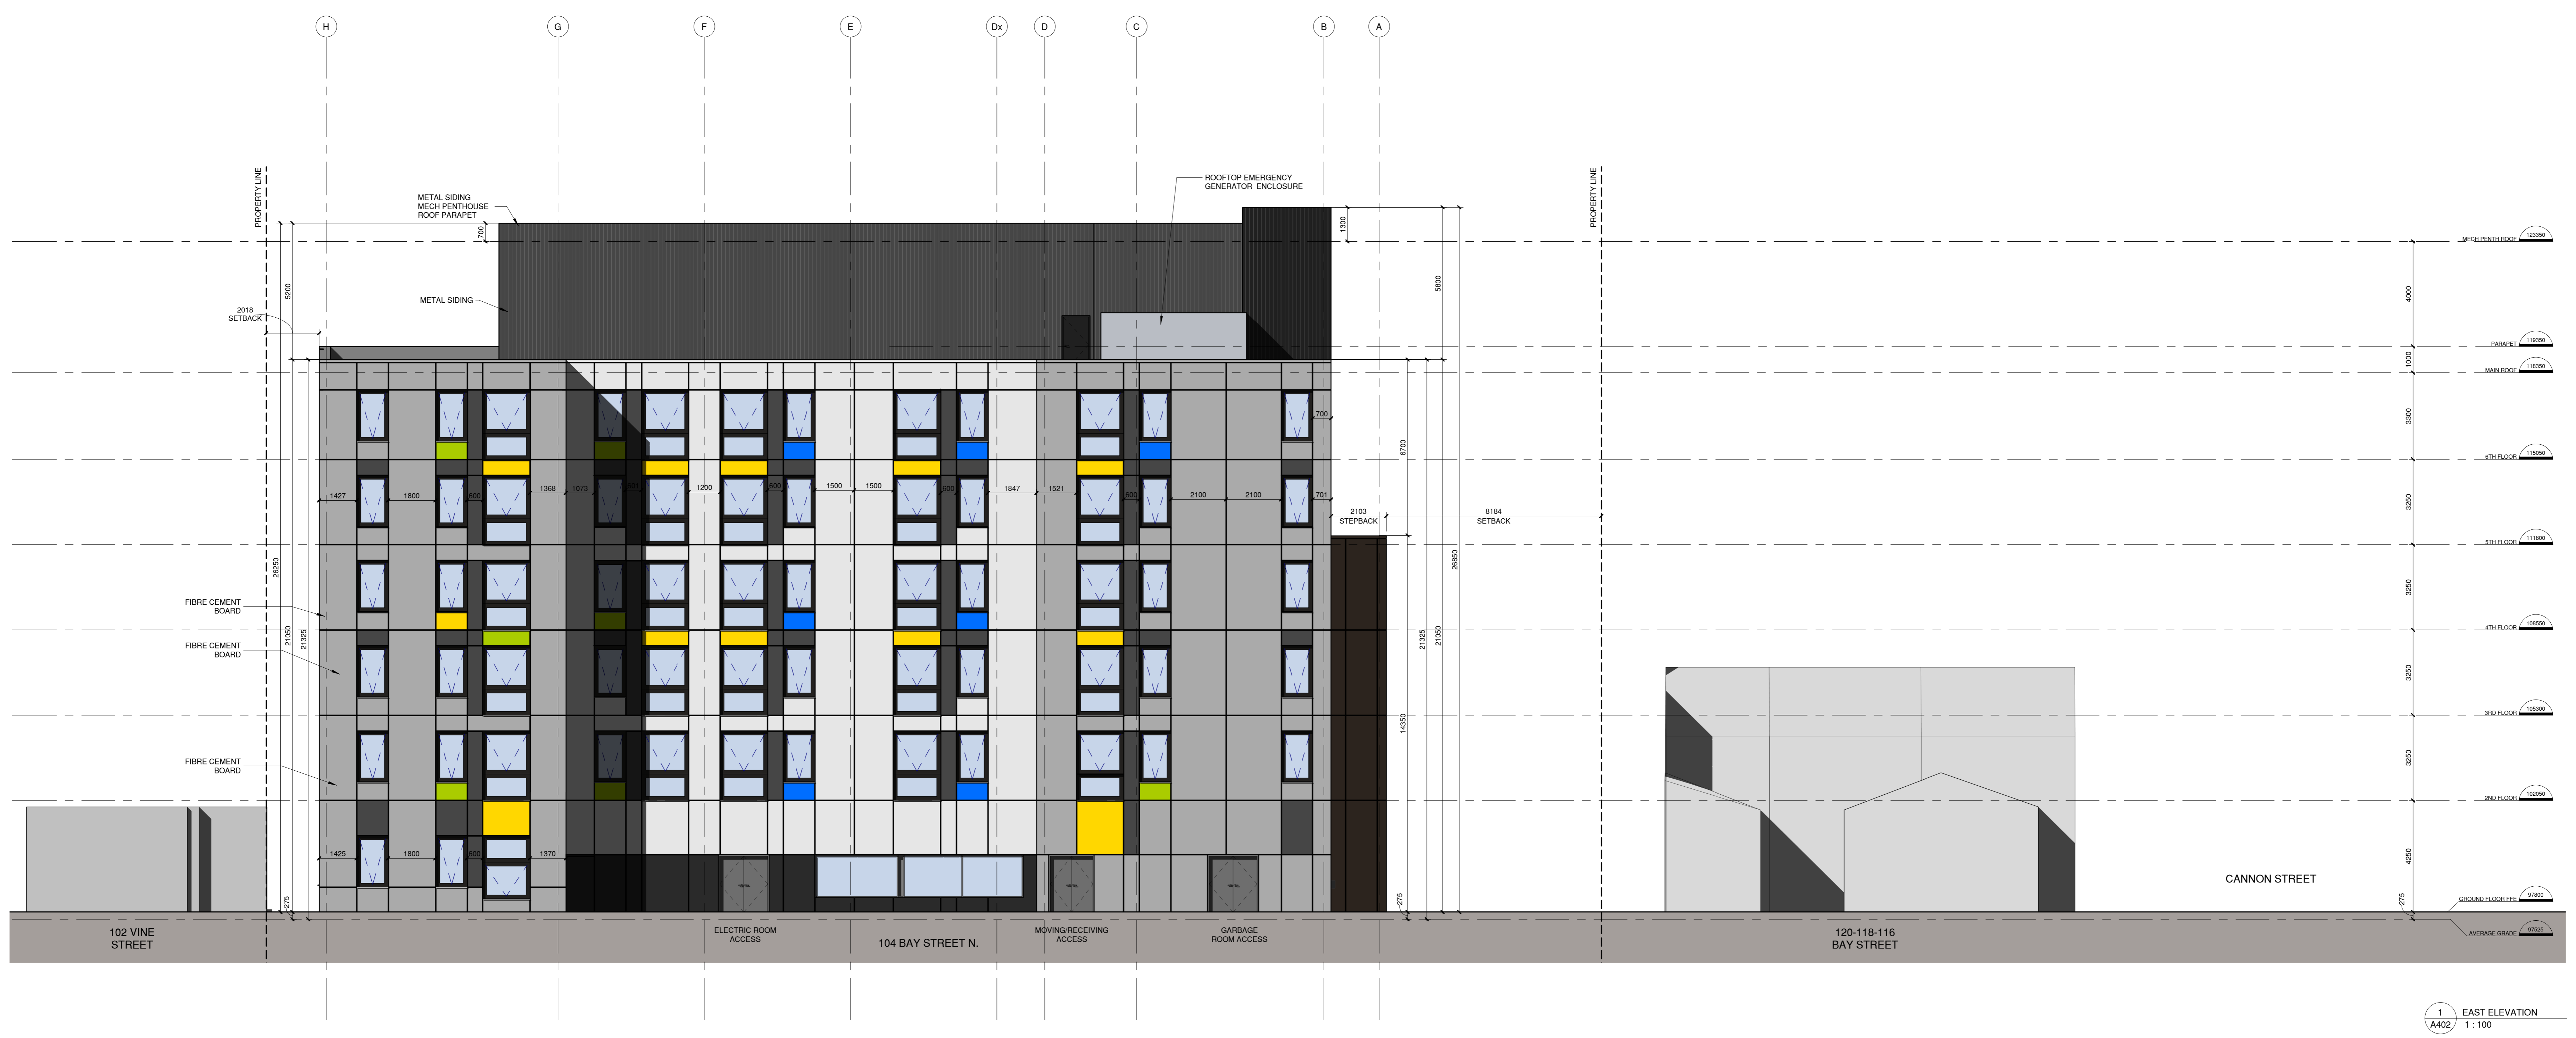 H
G
F
E
Dx
D
C
B
A
PROPERTY LINE
PROPERTY LINE
METAL SIDING
MECH PENTHOUSE
ROOF PARAPET
ROOFTOP EMERGENCY
GENERATOR ENCLOSURE
700
1300
MECH PENTH ROOF
123350
METAL SIDING
5200
5800
4000
2018
SETBACK
PARAPET
119350
1000
MAIN ROOF
118350
700
6700
3300
6TH FLOOR
115050
1427
1800
600
1368
1073
1200
600
1500
1500
600
1847
1521
600
2100
2100
701
3250
2103
STEPBACK
8184
SETBACK
5TH FLOOR
111800
26250
26850
3250
FIBRE CEMENT
BOARD
21050
21325
21325
21050
4TH FLOOR
108550
FIBRE CEMENT
BOARD
3250
14350
3RD FLOOR
105300
FIBRE CEMENT
BOARD
3250
2ND FLOOR
102050
1425
1800
600
1370
4250
CANNON STREET
275
275
275
GROUND FLOOR FFE
97800
102 VINE
STREET
ELECTRIC ROOM
ACCESS
104 BAY STREET N.
MOVING/RECEIVING
ACCESS
GARBAGE
ROOM ACCESS
120-118-116
BAY STREET
AVERAGE GRADE
97525
1
A402
EAST ELEVATION
1 : 100